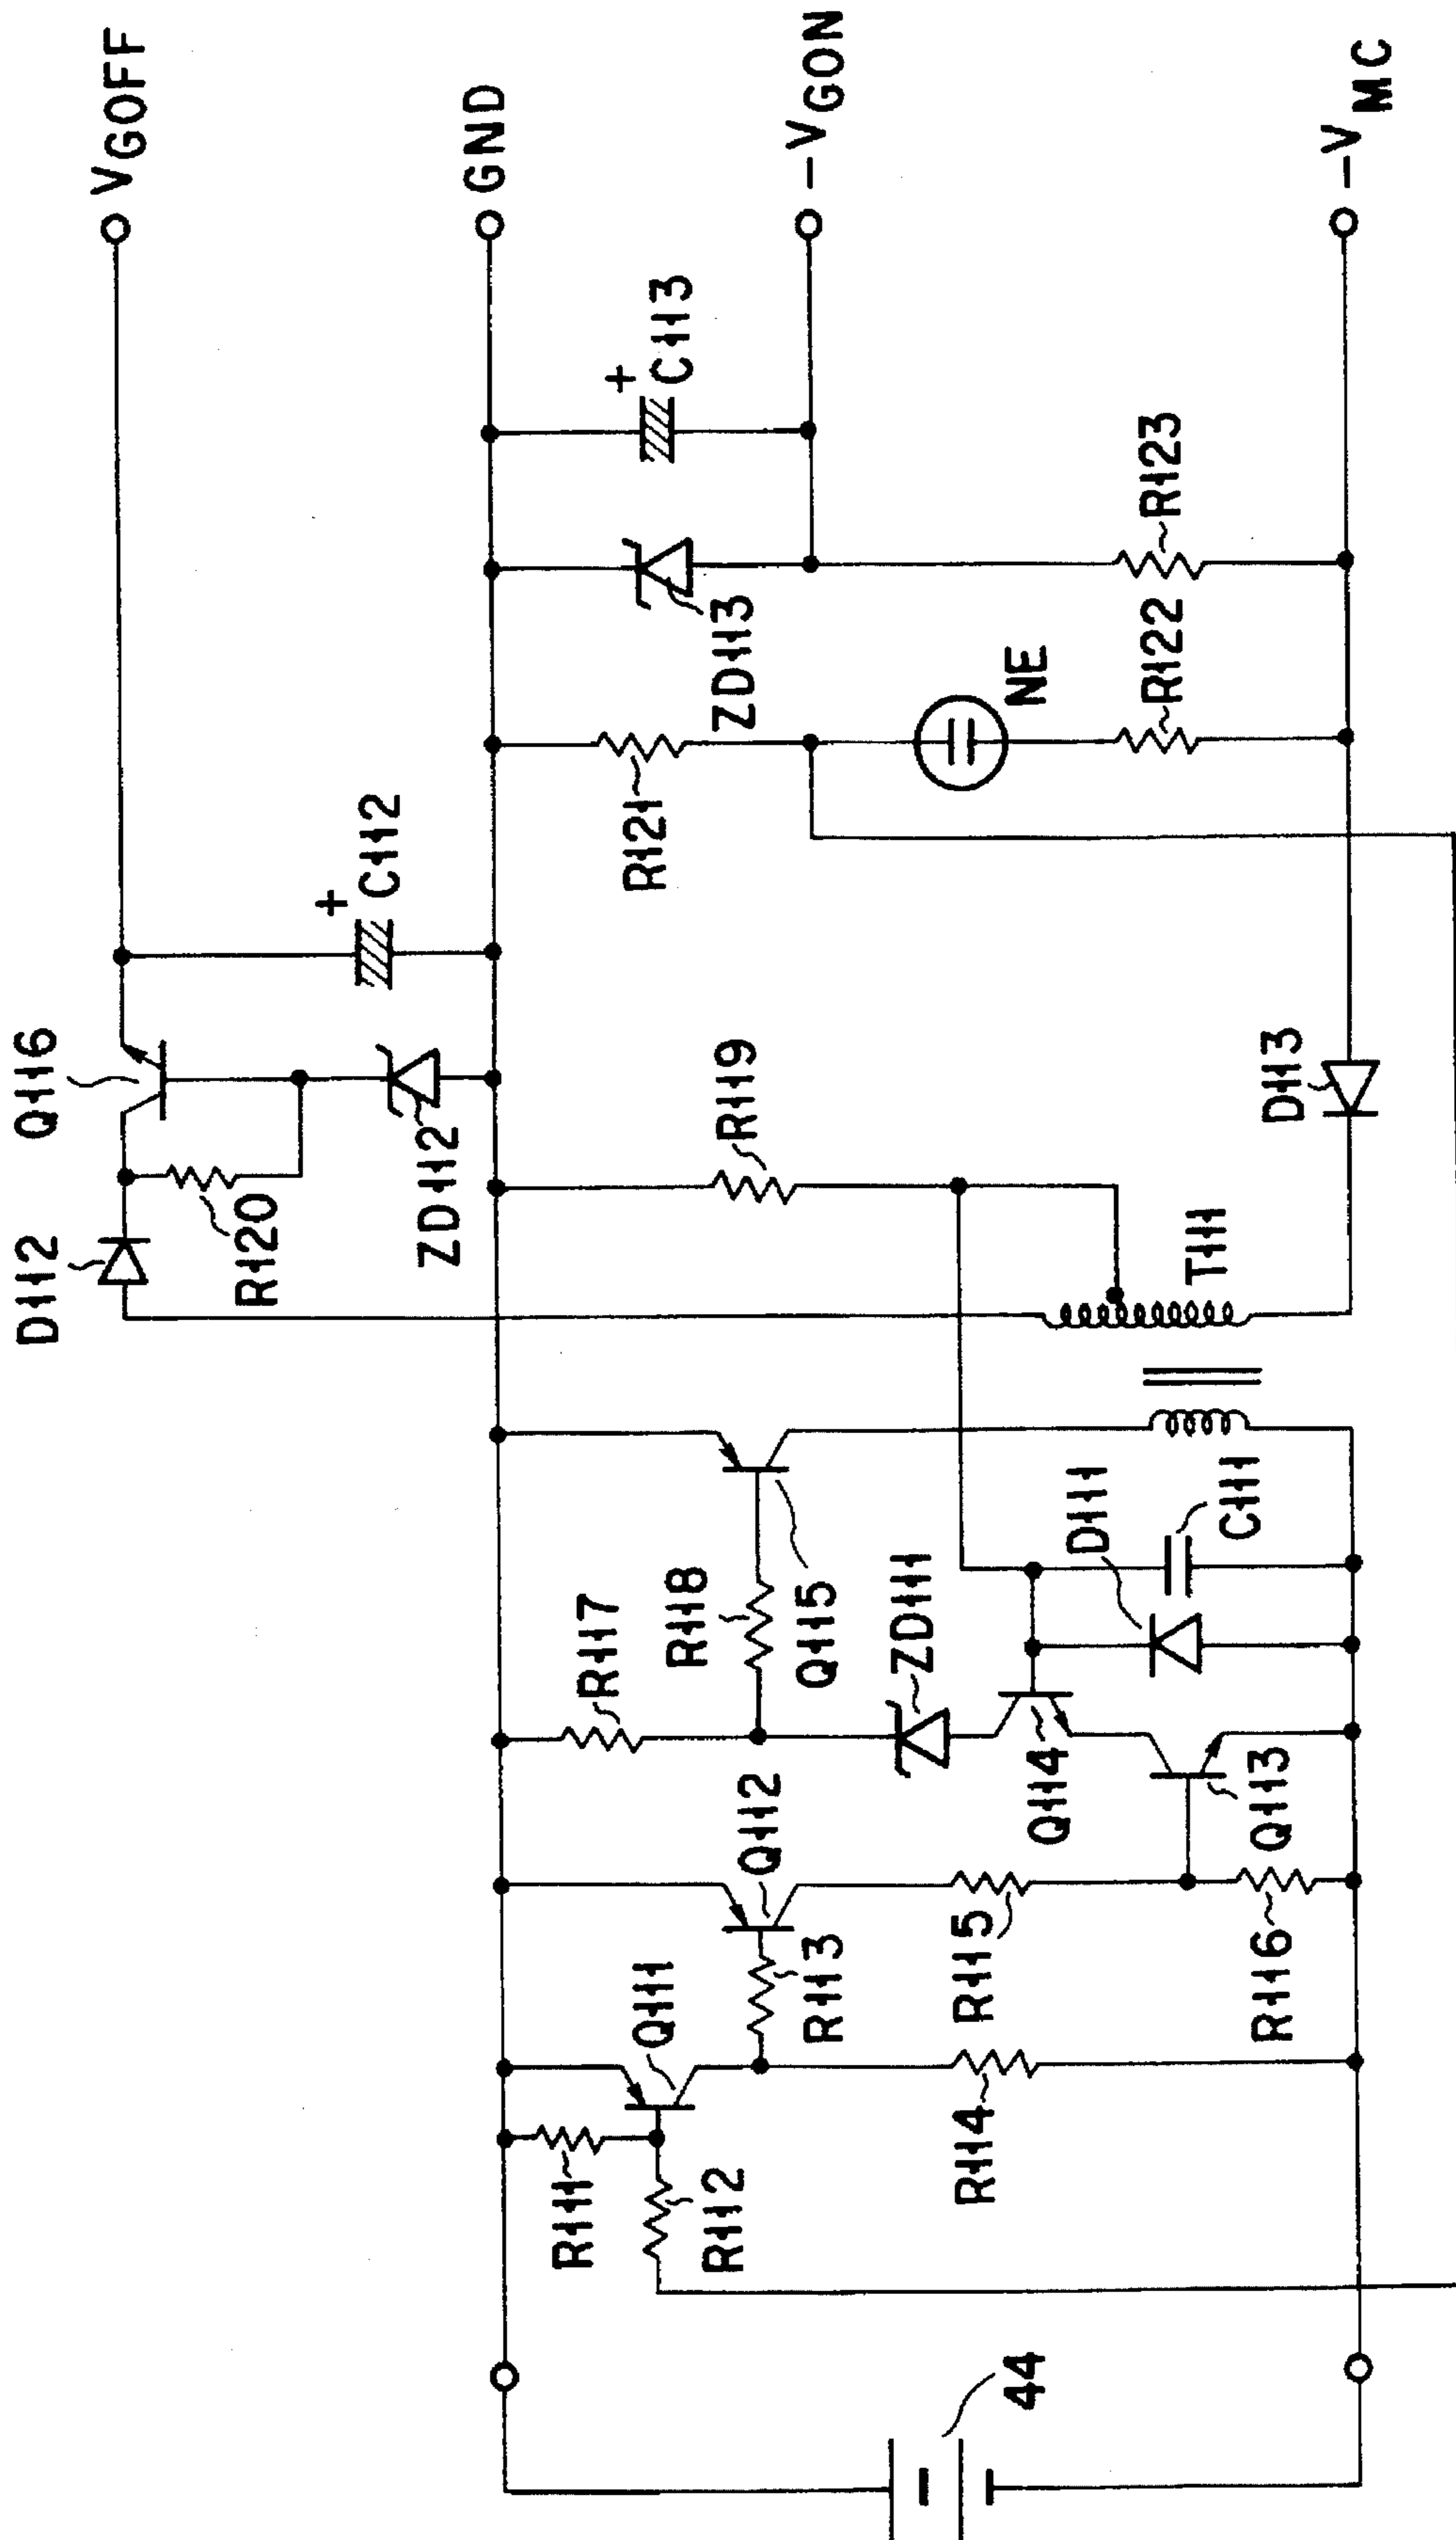 VGOFF
GND
-VGON
-VMC
+
C113
ZD113
R123
NE
R122
R121
+
C112
Q116
D112
R120
ZD112
R119
D113
T111
R117
R118
Q115
ZD111
D111
C111
Q112
Q114
Q113
Q111
R113
R115
R116
R111
R112
R114
44